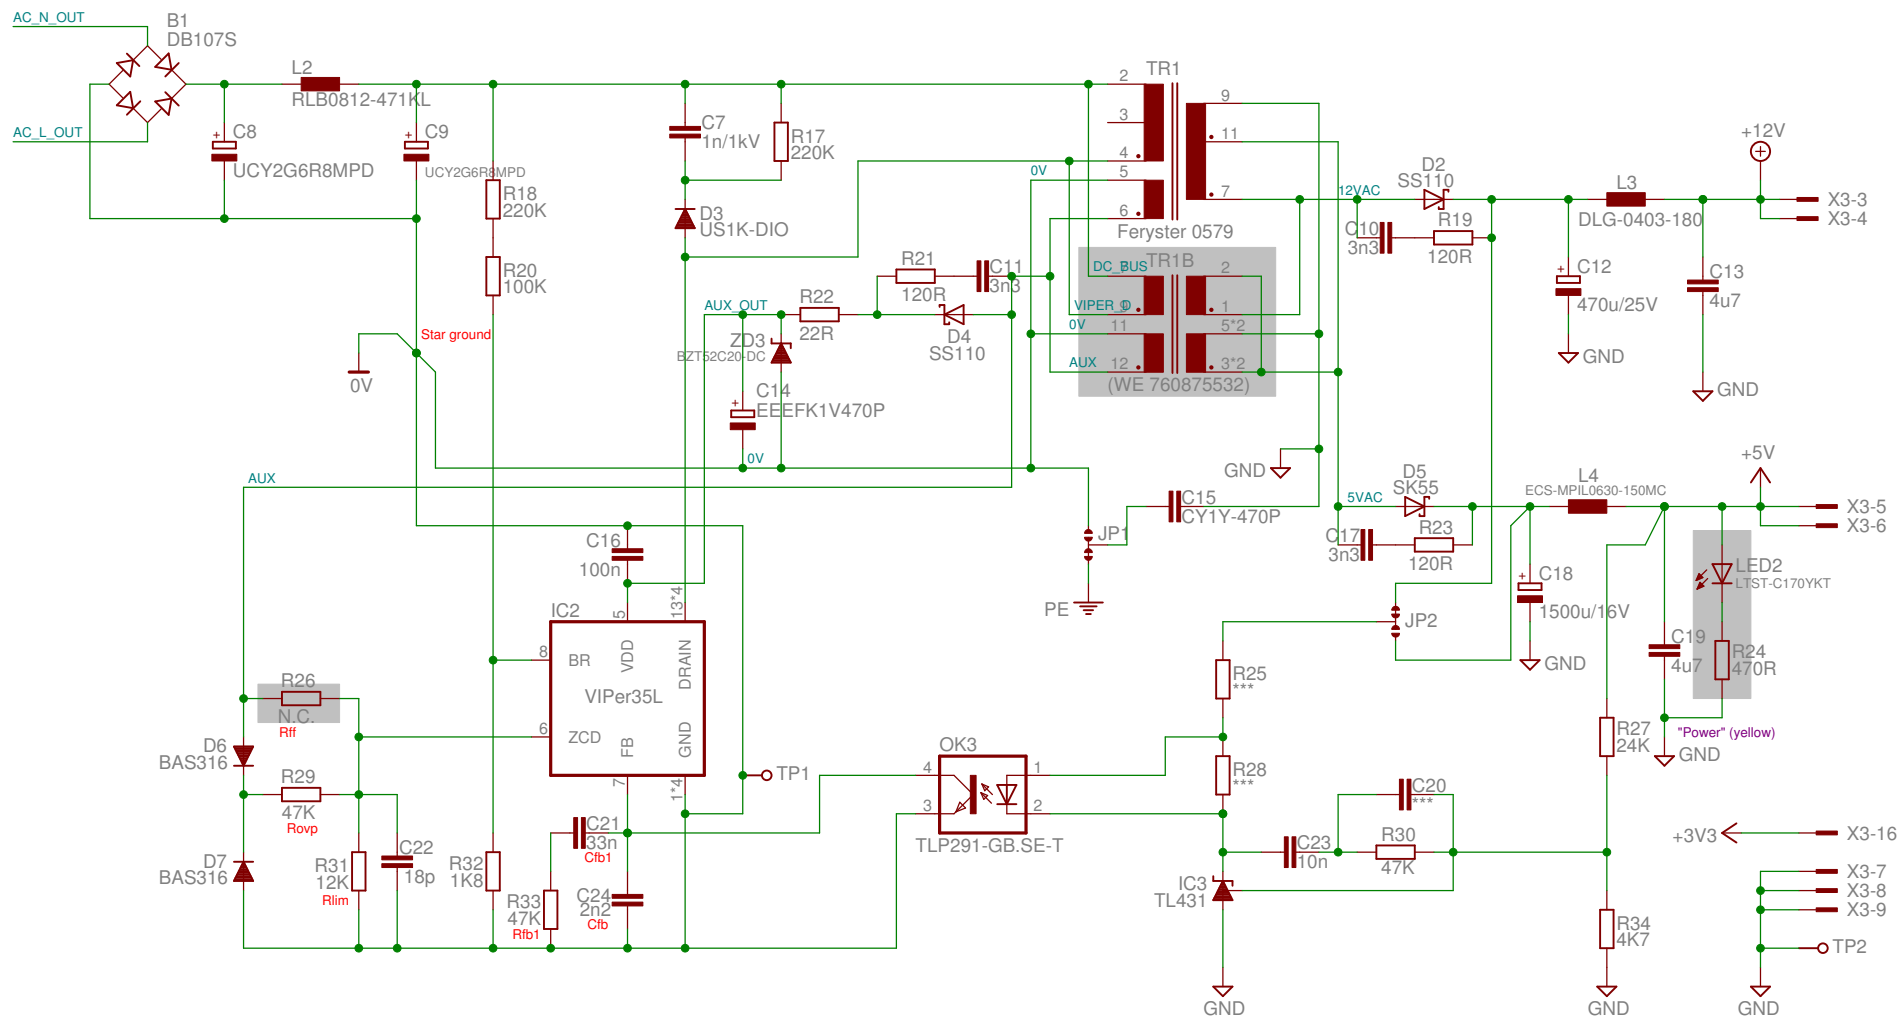 AC_N_OUT
B1
DB107S
AC_L_OUT
L2
RLB0812-471KL
+
C8
UCY2G6R8MPD
+
C9
UCY2G6R8MPD
R18
220K
R20
100K
Star ground
0V
C7
1n/1kV
R17
220K
D3
US1K-DIO
TR1
2
3
4
5
6
9
11
7
Feryster 0579
0V
TR1B
DC_BUS
VIPER_D
9
0V
11
AUX
12
2
1
5*2
3*2
(WE 760875532)
R21
120R
C11
3n3
AUX_OUT
R22
22R
D4
SS110
ZD3
BZT52C20-DC
+
C14
EEEFK1V470P
0V
AUX
12VAC
D2
SS110
C10
3n3
R19
120R
+
C12
470u/25V
GND
L3
DLG-0403-180
C13
4u7
GND
+12V
X3-3
X3-4
GND
C15
CY1Y-470P
JP1
PE
5VAC
D5
SK55
C17
3n3
R23
120R
L4
ECS-MPIL0630-150MC
+5V
X3-5
X3-6
+
C18
1500u/16V
GND
JP2
LED2
LTST-C170YKT
R24
470R
C19
4u7
"Power" (yellow)
GND
C16
100n
IC2
5
13*4
8
BR
VDD
DRAIN
VIPer35L
6
ZCD
FB
GND
7
1*4
TP1
R26
N.C.
Rff
D6
BAS316
R29
47K
Rovp
D7
BAS316
R31
12K
Rlim
C22
18p
R32
1K8
C21
33n
Cfb1
R33
47K
Rfb1
C24
2n2
Cfb
OK3
4
3
1
2
TLP291-GB.SE-T
R25
***
R28
***
C20
***
C23
10n
R30
47K
IC3
TL431
GND
R27
24K
R34
4K7
GND
+3V3
X3-16
X3-7
X3-8
X3-9
TP2
GND